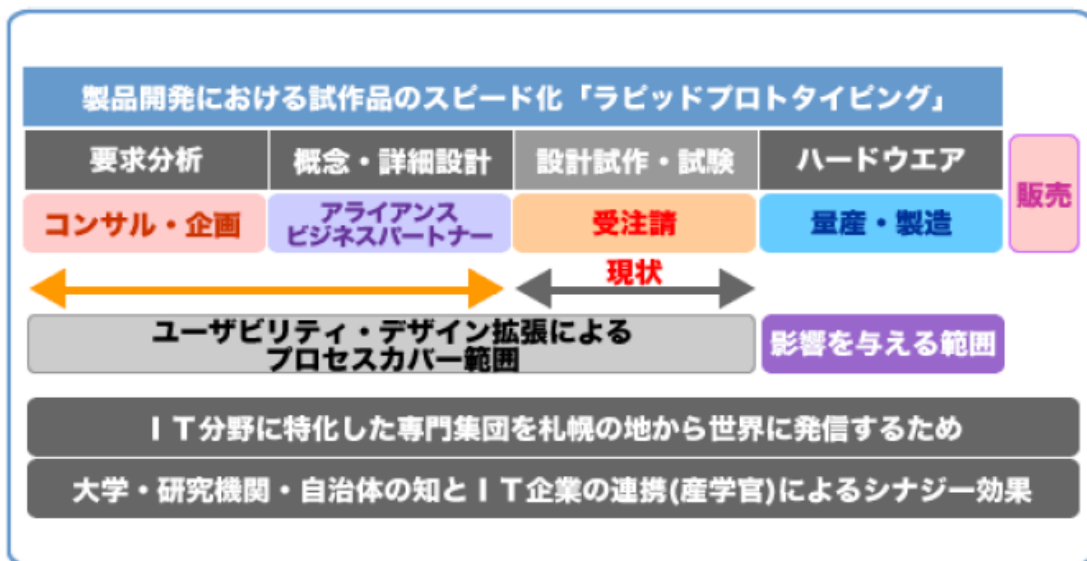 製品開発における試作品のスピード化「ラピッドプロトタイピング」
要求分析
概念・詳細設計
設計試作・試験
ハードウエア
販売
コンサル・企画
アライアンス
ビジネスパートナー
受注請
量産・製造
現状
ユーザビリティ・デザイン拡張による
プロセスカバー範囲
影響を与える範囲
ＩＴ分野に特化した専門集団を札幌の地から世界に発信するため
大学・研究機関・自治体の知とＩＴ企業の連携(産学官)によるシナジー効果